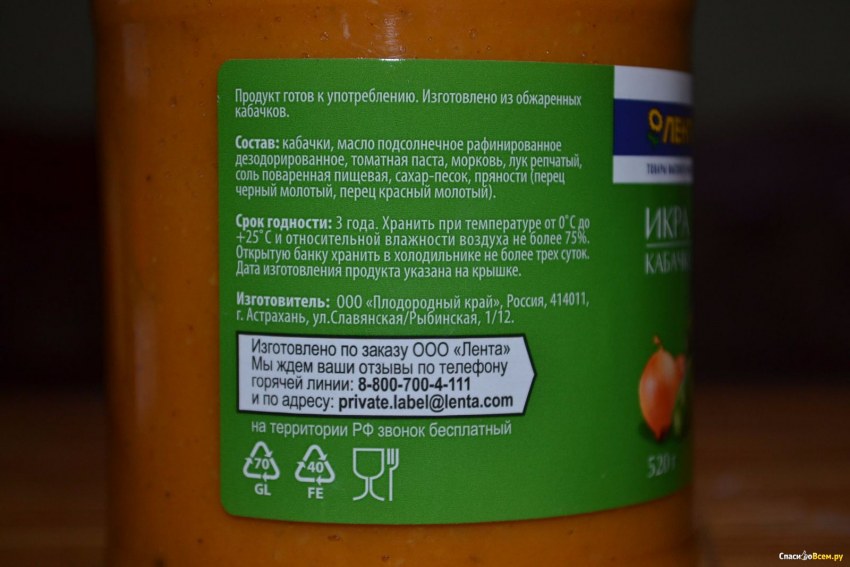 Продукт готов к употреблению. Изготовлено из обжаренных
кабачков.
Состав: кабачки, масло подсолнечное рафинированное
дезодорированное, томатная паста, морковь, лук репчатый,
соль поваренная пищевая, сахар-песок, пряности (перец
черный молотый, перец красный молотый).
Срок годности: 3 года. Хранить при температуре от 0˚С до
+25˚С и относительной влажности воздуха не более 75%.
Открытую банку хранить в холодильнике не более трех суток.
Дата изготовления продукта указана на крышке.
Изготовитель: ООО «Плодородный край», Россия, 414011,
г. Астрахань, ул.Славянская/Рыбинская, 1/12.
Изготовлено по заказу ООО «Лента»
Мы ждем ваши отзывы по телефону
горячей линии: 8-800-700-4-111
и по адресу: private.label@lenta.com
на территории РФ звонок бесплатный
70
GL
40
FE
ЛЕН
ИКРА
КАБАЧК
520 г
СпасибоВсем.ру